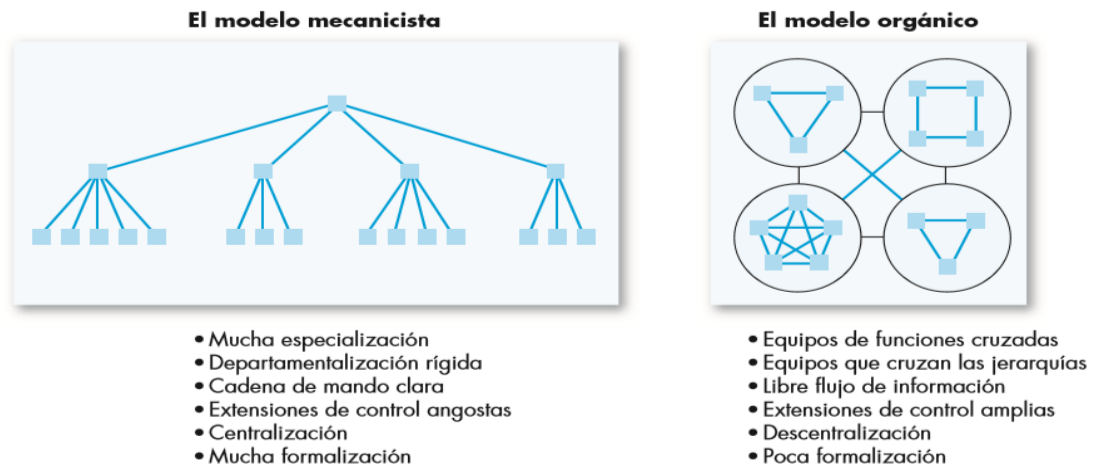 El modelo mecanicista
• Mucha especialización
• Departamentalización rígida
• Cadena de mando clara
• Extensiones de control angostas
• Centralización
• Mucha formalización
El modelo orgánico
• Equipos de funciones cruzadas
• Equipos que cruzan las jerarquías
• Libre flujo de información
• Extensiones de control amplias
• Descentralización
• Poca formalización